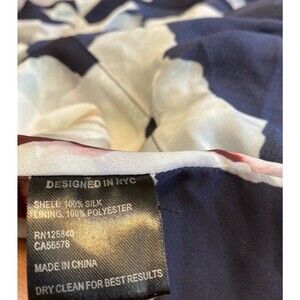 DESIGNED IN NYC
SHELL: 100% SILK
LINING: 100% POLYESTER
RN125840
CA56578
MADE IN CHINA
DRY CLEAN FOR BEST RESULTS